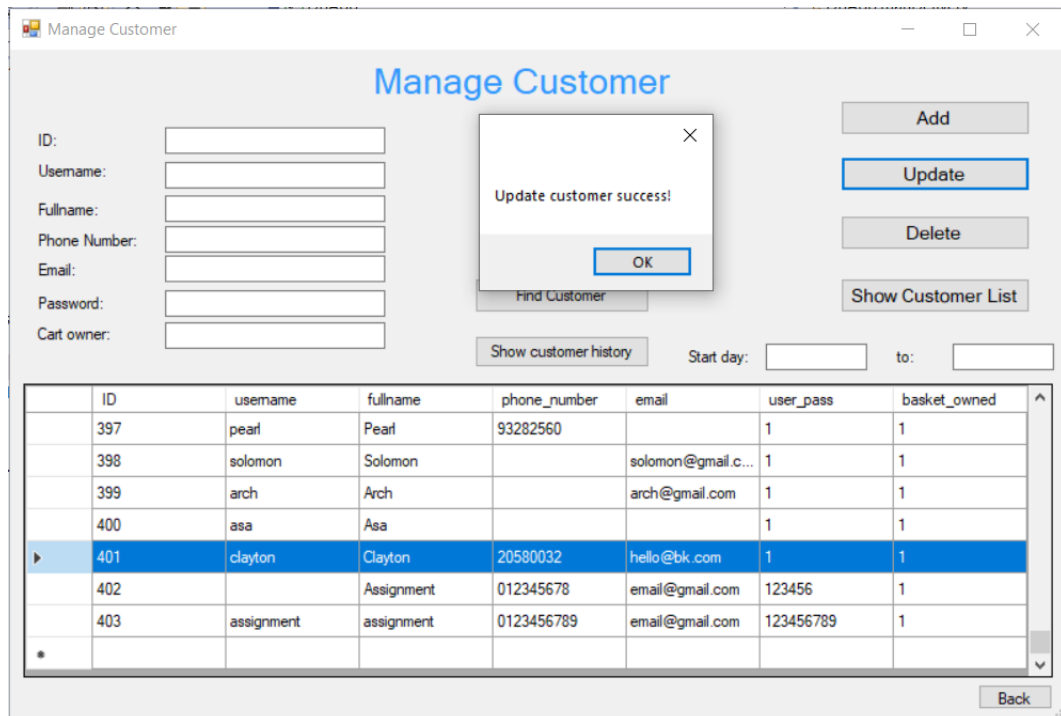 Manage Customer
Manage Customer
ID:
Username:
Fullname:
Phone Number:
Email:
Password:
Cart owner:
Update customer success!
OK
Find Customer
Show customer history
Add
Update
Delete
Show Customer List
Start day:
to:
ID username fullname phone_number email user_pass basket_owned
397 pearl Pearl 93282560 1 1
398 solomon Solomon solomon@gmail.c... 1 1
399 arch Arch arch@gmail.com 1 1
400 asa Asa 1 1
401 clayton Clayton 20580032 hello@bk.com 1 1
402 Assignment 012345678 email@gmail.com 123456 1
403 assignment assignment 0123456789 email@gmail.com 123456789 1
Back